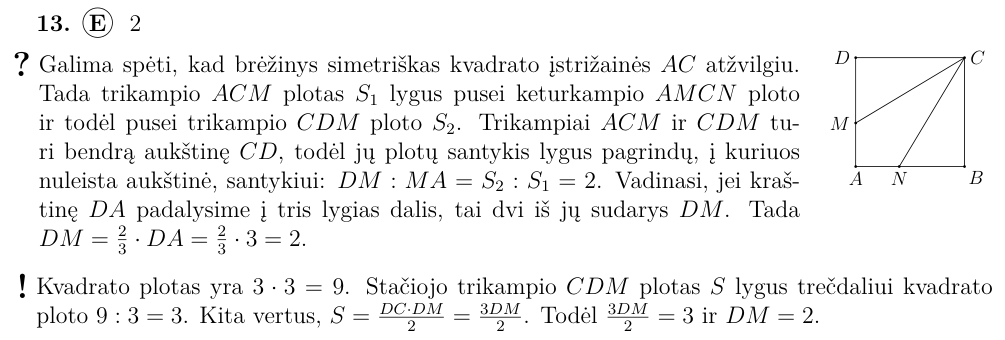 13. Ⓔ 2
? Galima spėti, kad brėžinys simetriškas kvadrato įstrižainės AC atžvilgiu.
Tada trikampio ACM plotas S₁ lygus pusei keturkampio AMCN ploto
ir todėl pusei trikampio CDM ploto S₂. Trikampiai ACM ir CDM tu-
ri bendrą aukštinę CD, todėl jų plotų santykis lygus pagrindų, į kuriuos
nuleista aukštinė, santykiui: DM : MA = S₂ : S₁ = 2. Vadinasi, jei kraš-
tinę DA padalysime į tris lygias dalis, tai dvi iš jų sudarys DM. Tada
DM = 2/3 · DA = 2/3 · 3 = 2.
D C
M
A N B
! Kvadrato plotas yra 3 · 3 = 9. Stačiojo trikampio CDM plotas S lygus trečdaliui kvadrato
ploto 9 : 3 = 3. Kita vertus, S = DC·DM/2 = 3DM/2. Todėl 3DM/2 = 3 ir DM = 2.